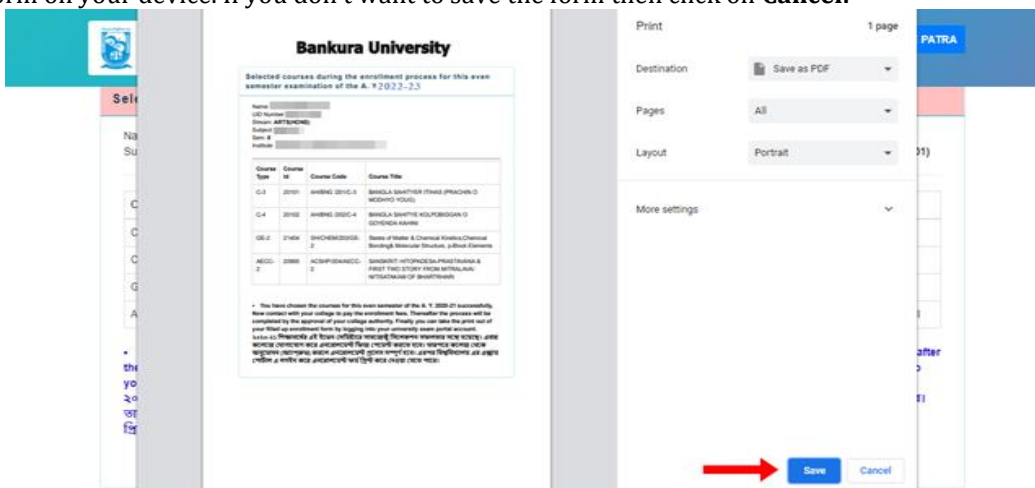 orm on your device. If you don't want to save the form then click on Cancel.
Bankura University
Selected courses during the enrollment process for this even
semester examination of the A. Y 2022-23
Name
UID Number
Stream: ARTS(HONS)
Subject
Sem: II
Institute
Course Type Course Id Course Code Course Title
C-3 20101 AHIBNG /201/C-3 BANGLA SAHITYER ITIHAS (PRACHIN O
MODHYO YOUG)
C-4 20102 AHIBNG /202/C-4 BANGLA SAHITYE KOLPOBIGGAN O
GOYENDA KAHINI
GE-2 21404 SH/CHEM/203/GE-
2 States of Matter & Chemical Kinetics,Chemical
Bonding& Molecular Structure, p-Block Elements
AECC-
2 ACSHP/204/AECC-
2 SANSKRIT: HITOPADESA-PRASTAVANA &
FIRST TWO STORY FROM MITRALAVA/
NITISATAKAM OF BHARTRIHARI
• You have chosen the courses for this even semester of the A. Y. 2020-21 successfully.
Now contact with your college to pay the enrollment fees. Thereafter the process will be
completed by the approval of your college authority. Finally you can take the print out of
your filled up enrollment form by logging into your university exam portal account.
Print 1 page
Destination Save as PDF
Pages All
Layout Portrait
More settings
Save Cancel
PATRA
Sele
Na
Su
01)
C
C
C
G
A
after
the
yo